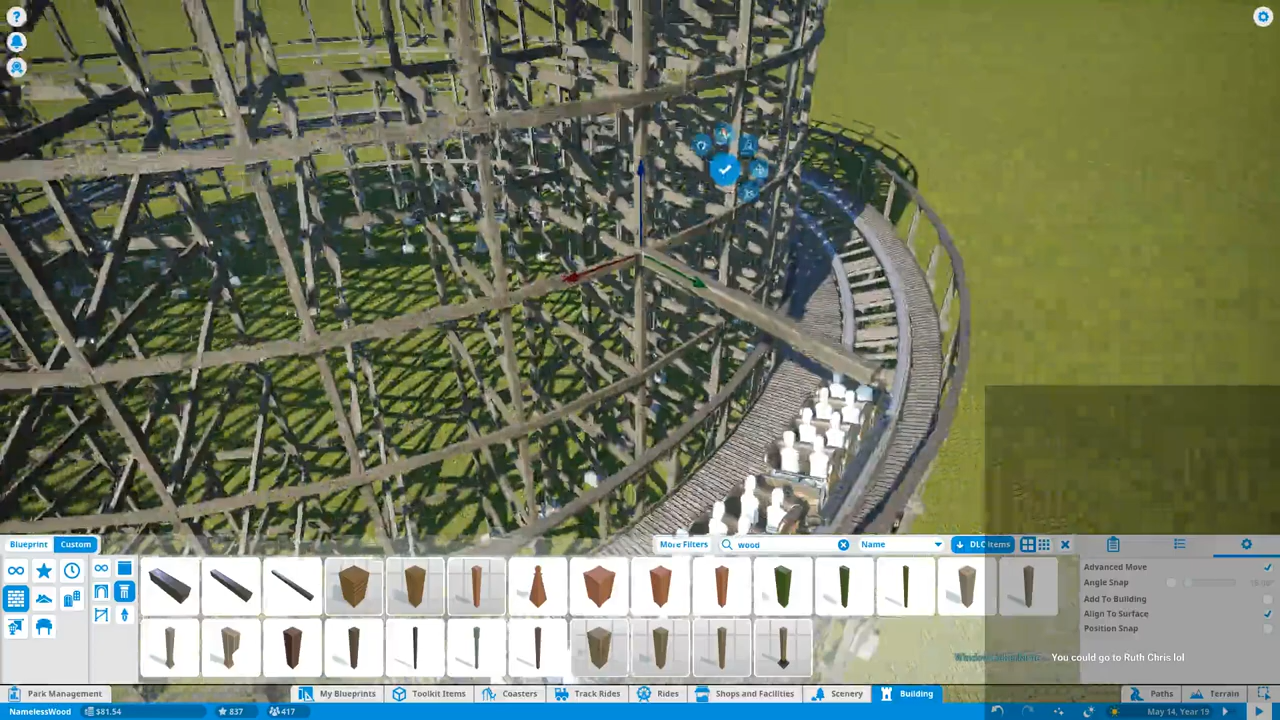 Blueprint Custom More Filters wood Name DLC Items
Advanced Move
Angle Snap
Add To Building
Align To Surface
Position Snap
You could go to Ruth Chris lol
Park Management My Blueprints Toolkit Items Coasters Track Rides Rides Shops and Facilities Scenery Building Paths Terrain
NamelessWood $81.54 837 417 May 14, Year 19